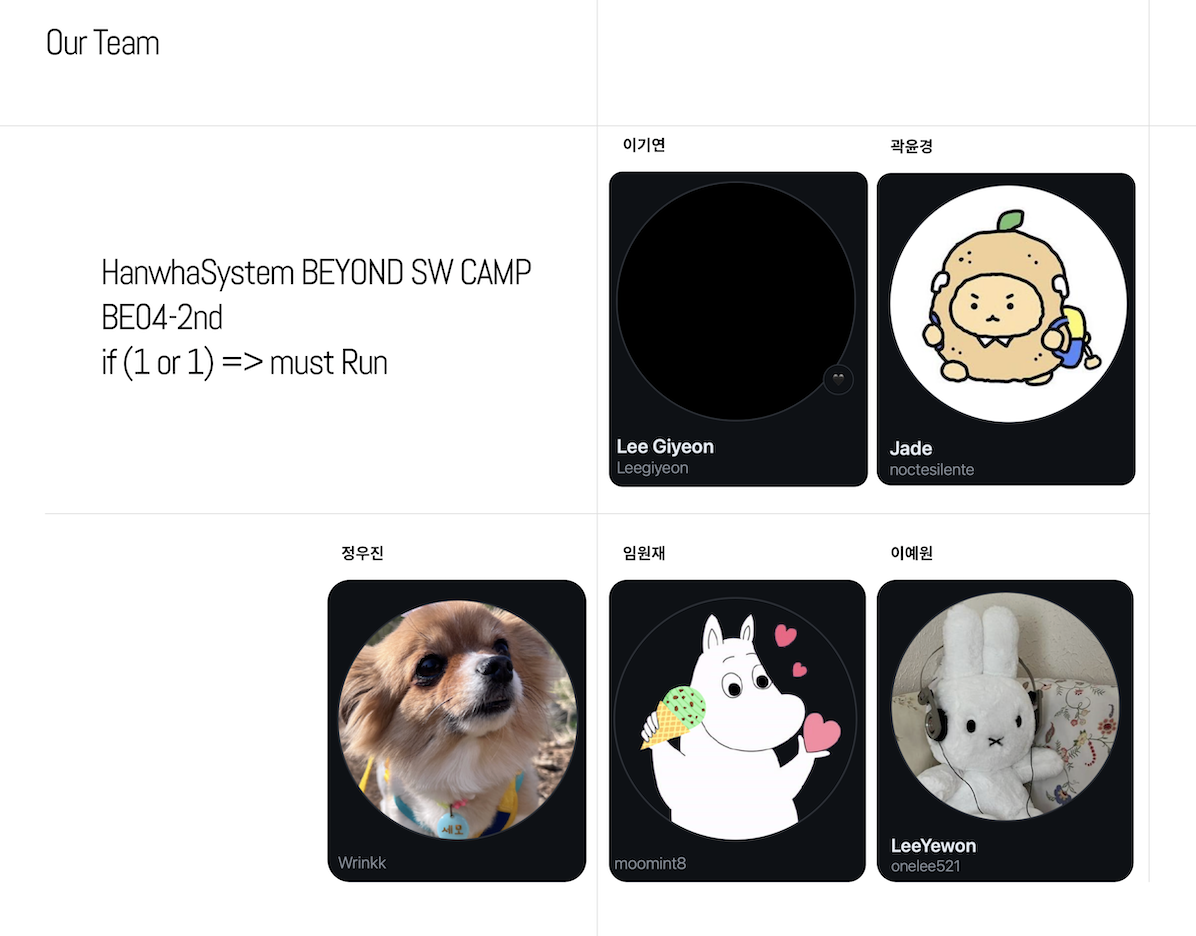 Our Team
HanwhaSystem BEYOND SW CAMP
BE04-2nd
if (1 or 1) => must Run
이기연
Lee Giyeon
Leegiyeon
곽윤경
Jade
noctesilente
정우진
세모
Wrinkk
임원재
moomint8
이예원
LeeYewon
onelee521